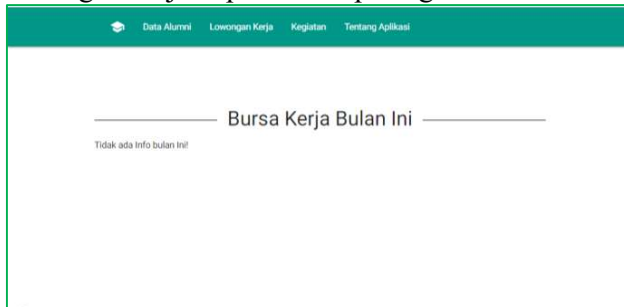 Data Alumni Lowongan Kerja Kegiatan Tentang Aplikasi
Bursa Kerja Bulan Ini
Tidak ada Info bulan Ini!